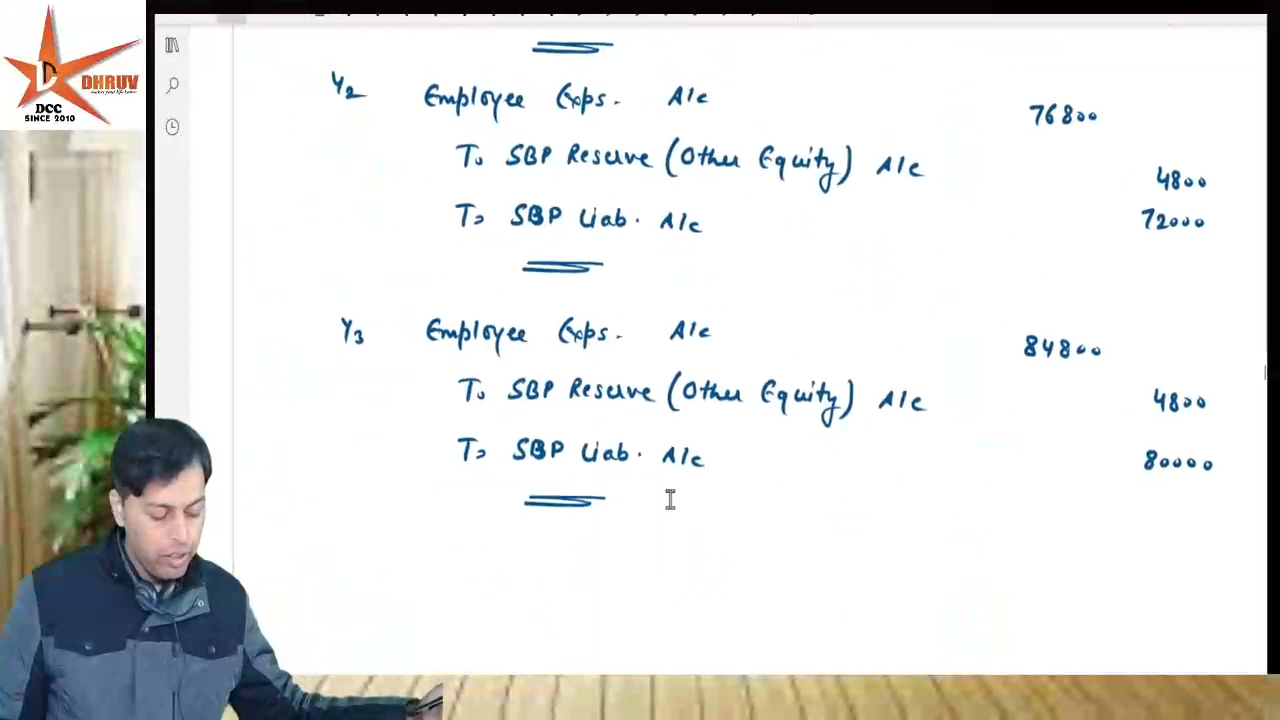 D
DHRUV
DCC
SINCE 2010
Y2 Employee Exps. A/c 76800
To SBP Reserve (Other Equity) A/c 4800
To SBP Liab. A/c 72000
Y3 Employee Exps. A/c 84800
To SBP Reserve (Other Equity) A/c 4800
To SBP Liab. A/c 80000